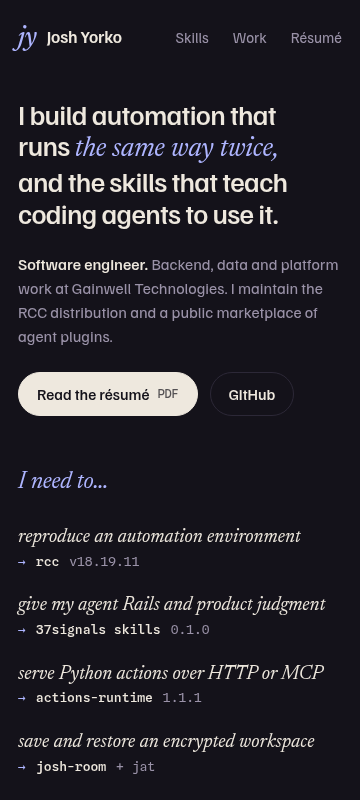 jy Josh Yorko Skills Work Résumé
I build automation that
runs the same way twice,
and the skills that teach
coding agents to use it.
Software engineer. Backend, data and platform
work at Gainwell Technologies. I maintain the
RCC distribution and a public marketplace of
agent plugins.
Read the résumé PDF GitHub
I need to...
reproduce an automation environment
→ rcc v18.19.11
give my agent Rails and product judgment
→ 37signals skills 0.1.0
serve Python actions over HTTP or MCP
→ actions-runtime 1.1.1
save and restore an encrypted workspace
→ josh-room + jat